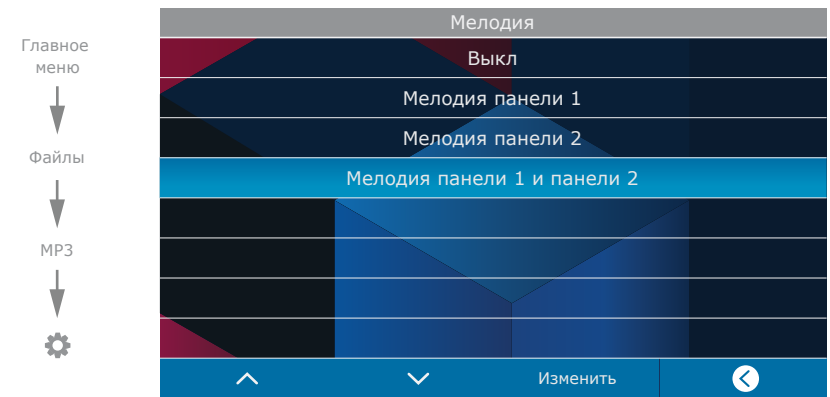 Главное
меню
Файлы
MP3
Мелодия
Выкл
Мелодия панели 1
Мелодия панели 2
Мелодия панели 1 и панели 2
Изменить